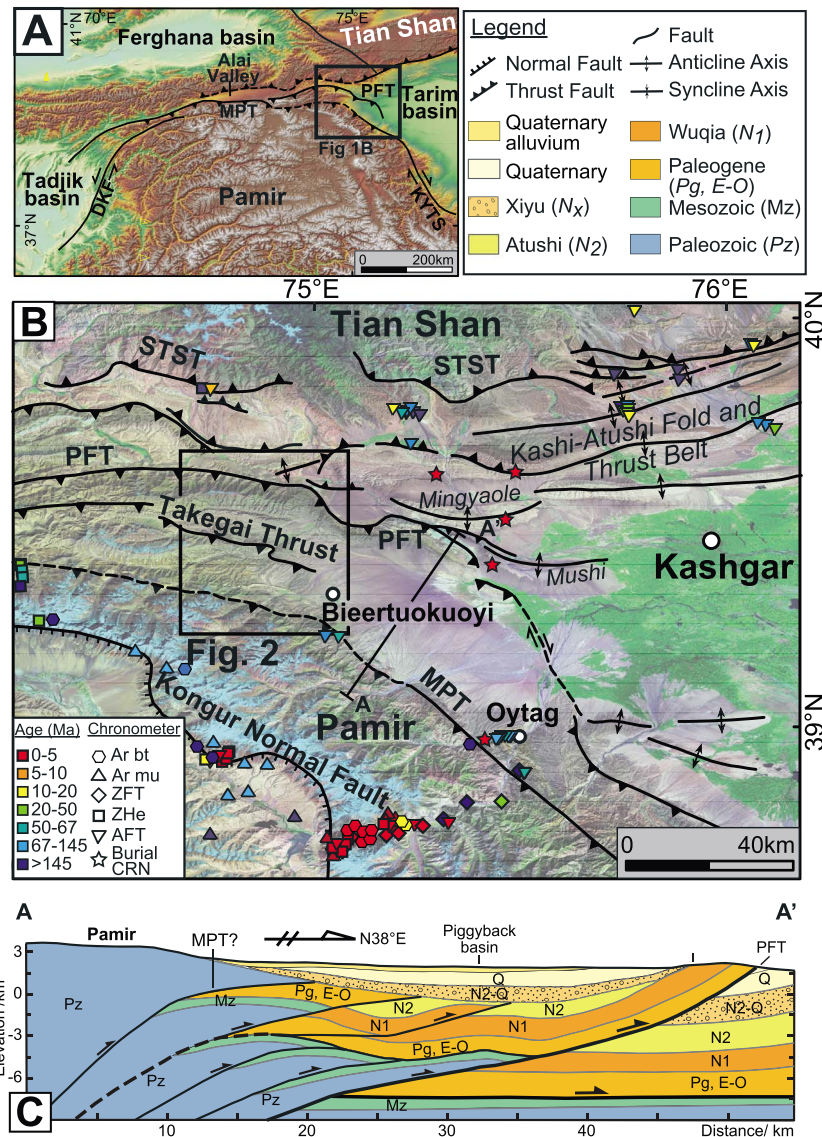 A
41°N
70°E
75°E
Ferghana basin
Tian Shan
Alai
Valley
PFT
MPT
Tarim
basin
Fig 1B
Tadjik
basin
DKF
Pamir
KYTS
37°N
0 200km
Legend
Fault
Normal Fault
Anticline Axis
Thrust Fault
Syncline Axis
Quaternary
alluvium
Wuqia (N1)
Quaternary
Paleogene
(Pg, E-O)
Xiyu (Nx)
Mesozoic (Mz)
Atushi (N2)
Paleozoic (Pz)
75°E
76°E
B
40°N
Tian Shan
STST
STST
Kashi-Atushi Fold and
Thrust Belt
PFT
Mingyaole
Takegai Thrust
PFT
A'
Mushi
Kashgar
Bieertuokuoyi
Fig. 2
MPT
A
Pamir
Oytag
39°N
Kongur Normal Fault
Age (Ma)
Chronometer
0-5
Ar bt
5-10
Ar mu
10-20
ZFT
20-50
ZHe
50-67
AFT
67-145
Burial
CRN
>145
0 40km
A
A'
Pamir
MPT?
N38°E
Piggyback
basin
PFT
3
0
-3
-6
Elevation /km
Pz
Mz
Pg, E-O
N2
N1
Q
N2-Q
N2
N1
Pg, E-O
Q
N2-Q
N2
N1
Pg, E-O
Pz
Pz
Mz
C
10
20
30
40
Distance/ km